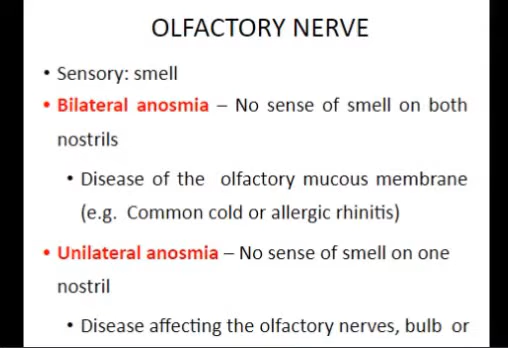 OLFACTORY NERVE
• Sensory: smell
• Bilateral anosmia – No sense of smell on both
nostrils
• Disease of the olfactory mucous membrane
(e.g. Common cold or allergic rhinitis)
• Unilateral anosmia – No sense of smell on one
nostril
• Disease affecting the olfactory nerves, bulb or